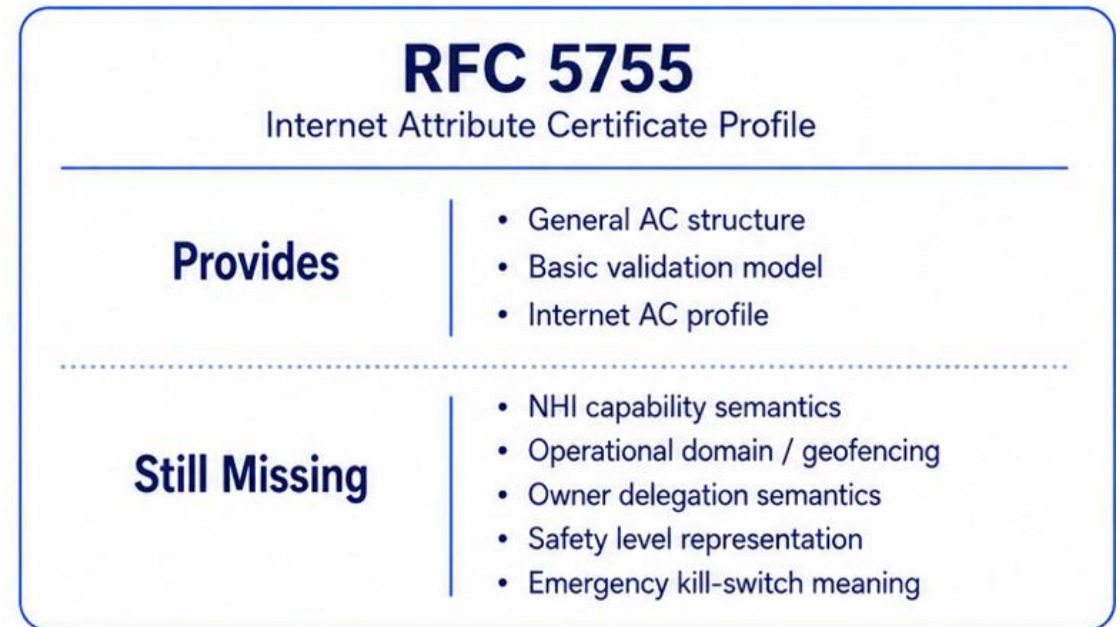 RFC 5755
Internet Attribute Certificate Profile
Provides
• General AC structure
• Basic validation model
• Internet AC profile
Still Missing
• NHI capability semantics
• Operational domain / geofencing
• Owner delegation semantics
• Safety level representation
• Emergency kill-switch meaning